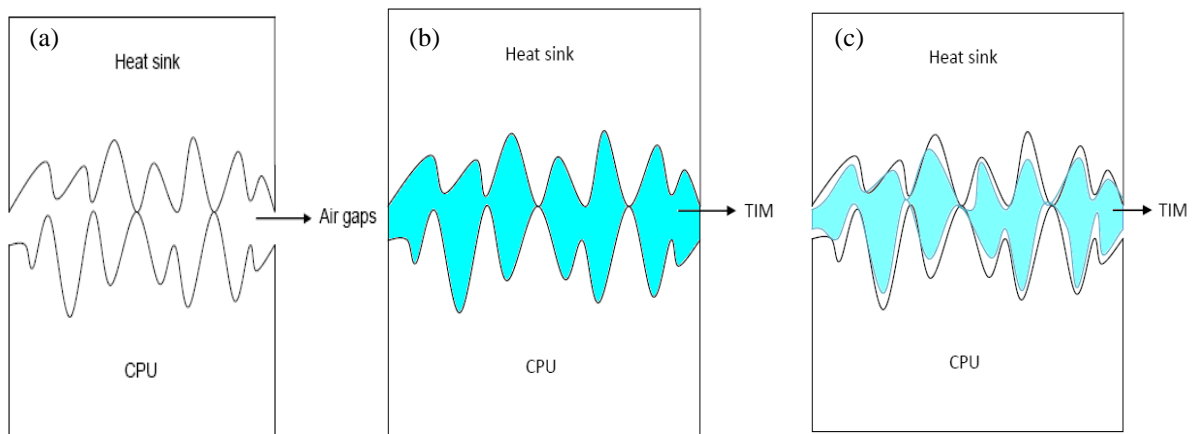 (a)
Heat sink
Air gaps
CPU
(b)
Heat sink
TIM
CPU
(c)
Heat sink
TIM
CPU